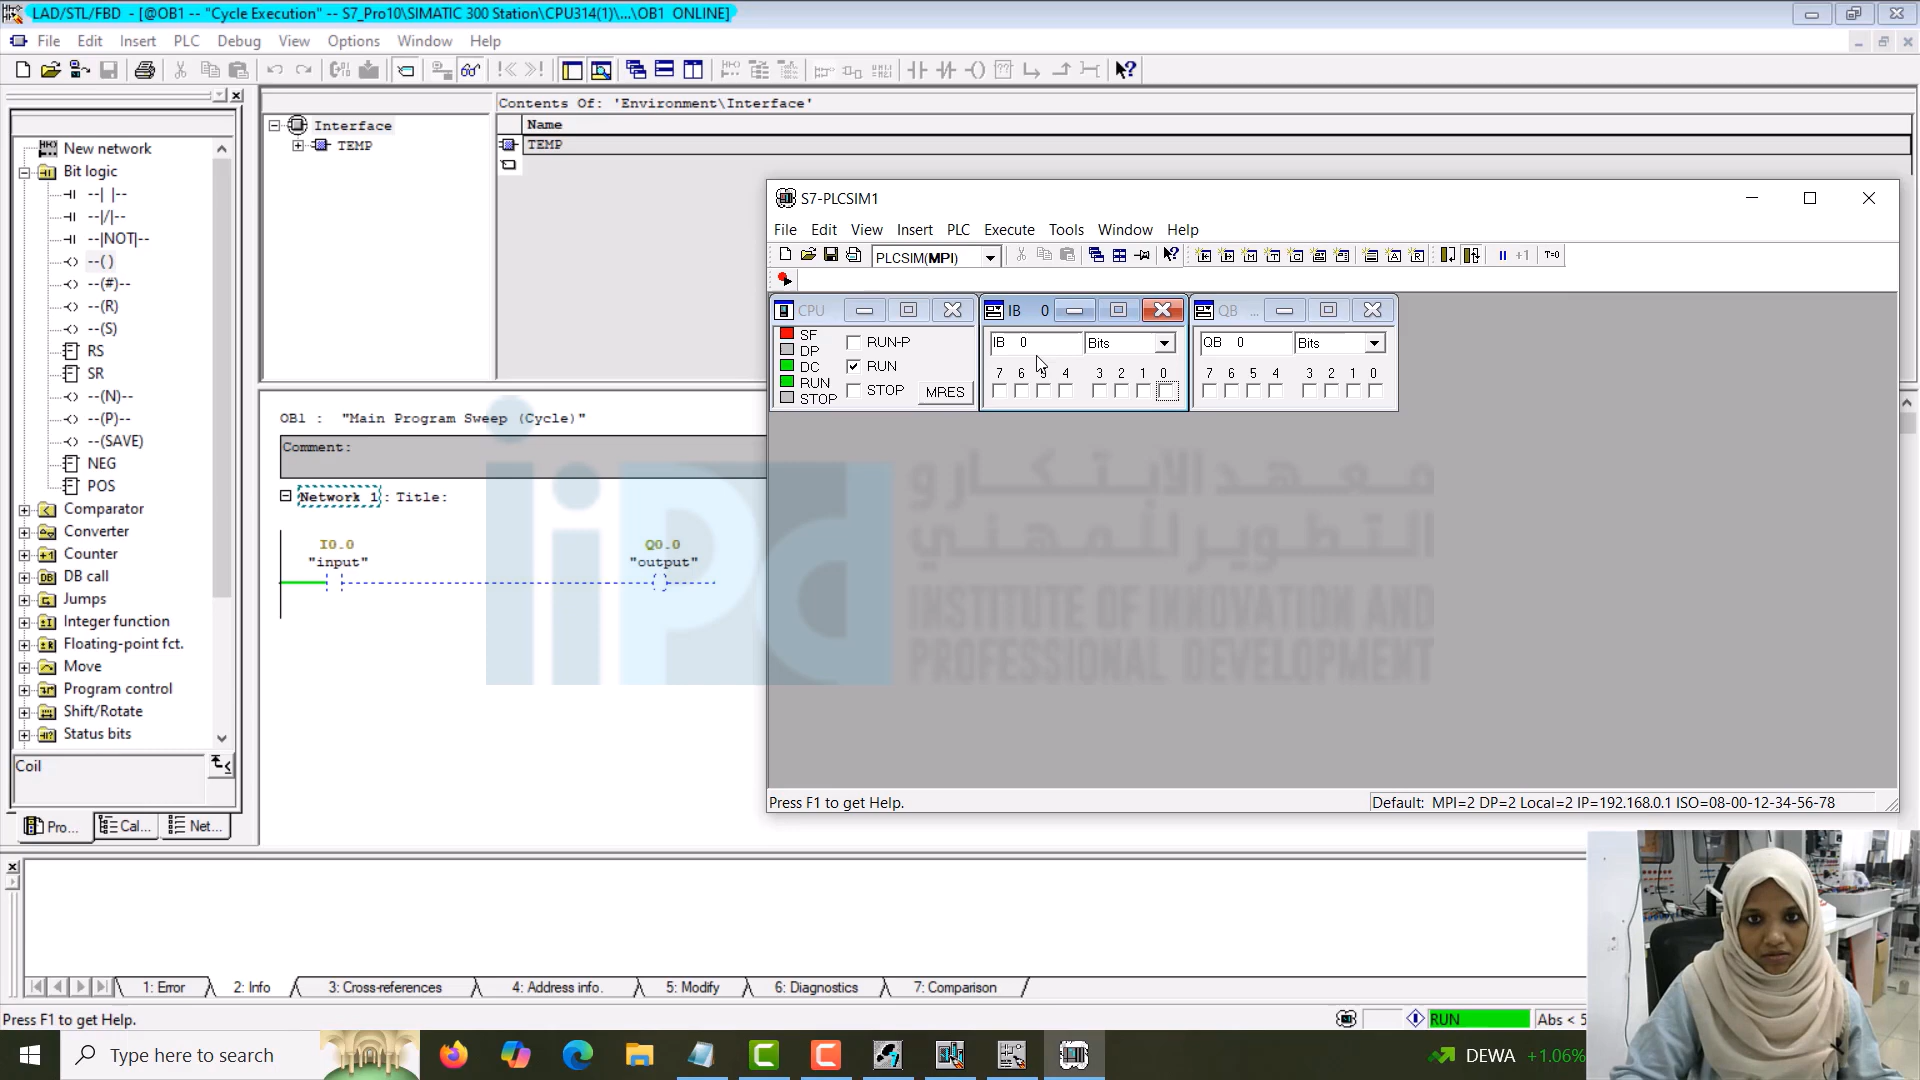 LAD/STL/FBD - [@OB1 -- "Cycle Execution" -- S7_Pro10\SIMATIC 300 Station\CPU314(1)\...\OB1 ONLINE]
File Edit Insert PLC Debug View Options Window Help
Contents Of: 'Environment\Interface'
Interface
TEMP
Name
TEMP
New network
Bit logic
--| |--
--|/|--
--|NOT|--
--( )
--(#)--
--(R)
--(S)
RS
SR
--(N)--
--(P)--
--(SAVE)
NEG
POS
Comparator
Converter
Counter
DB call
Jumps
Integer function
Floating-point fct.
Move
Program control
Shift/Rotate
Status bits
Coil
Pro... Cal... Net...
OB1 : "Main Program Sweep (Cycle)"
Comment:
Network 1: Title:
I0.0
"input"
Q0.0
"output"
S7-PLCSIM1
File Edit View Insert PLC Execute Tools Window Help
PLCSIM(MPI)
+1 T=0
CPU
SF
DP
DC
RUN
STOP
RUN-P
RUN
STOP
MRES
IB 0
IB 0 Bits
7 6 5 4 3 2 1 0
QB ...
QB 0 Bits
7 6 5 4 3 2 1 0
معهد الابتكار و
التطوير المهني
iiPd
INSTITUTE OF INNOVATION AND
PROFESSIONAL DEVELOPMENT
Press F1 to get Help.
Default: MPI=2 DP=2 Local=2 IP=192.168.0.1 ISO=08-00-12-34-56-78
1: Error 2: Info 3: Cross-references 4: Address info. 5: Modify 6: Diagnostics 7: Comparison
Press F1 to get Help.
RUN Abs < 5
Type here to search
DEWA +1.06%